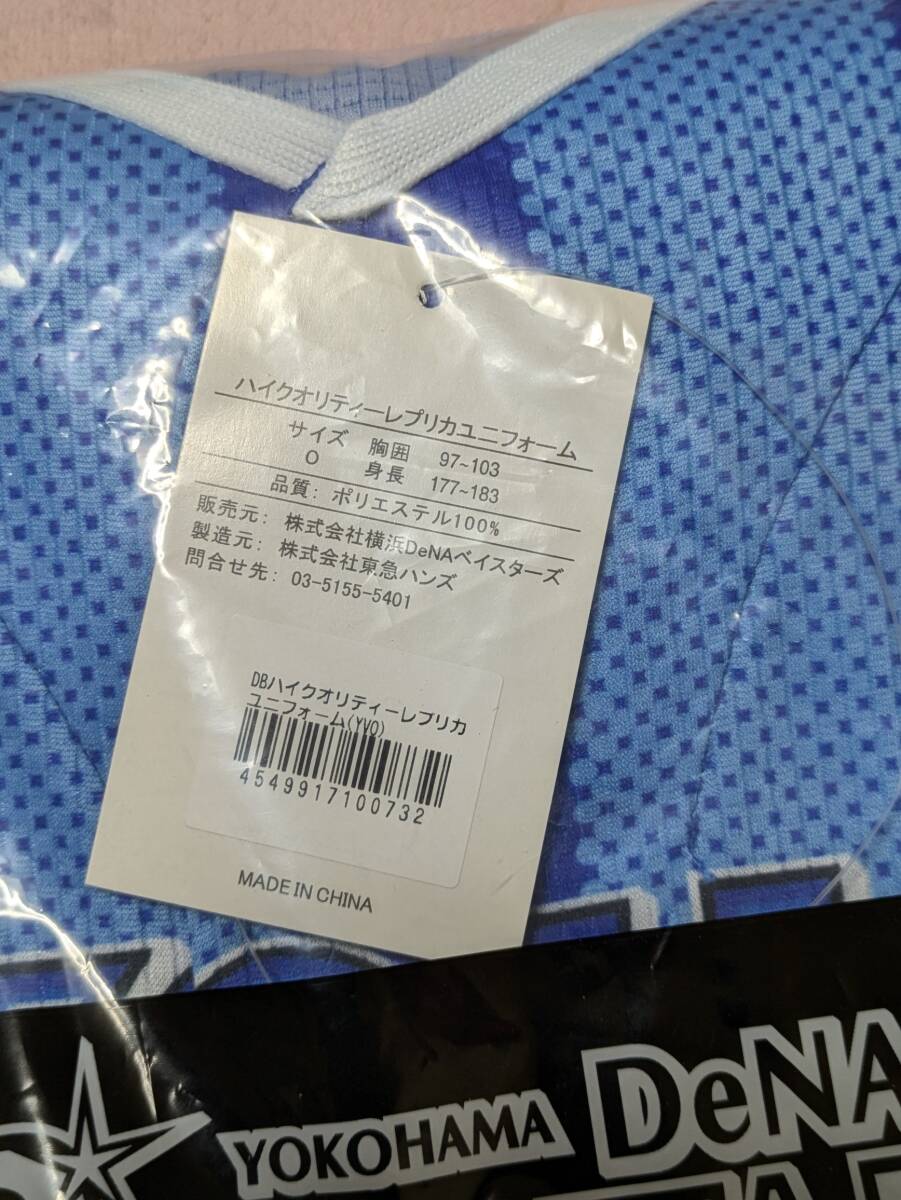 ハイクオリティーレプリカユニフォーム
サイズ 胸囲 97~103
O 身長 177~183
品質: ポリエステル100%
販売元: 株式会社横浜DeNAベイスターズ
製造元: 株式会社東急ハンズ
問合せ先: 03-5155-5401
DBハイクオリティーレプリカ
ユニフォーム(YVO)
4549917100732
MADE IN CHINA
YOKOHAMA DeNA